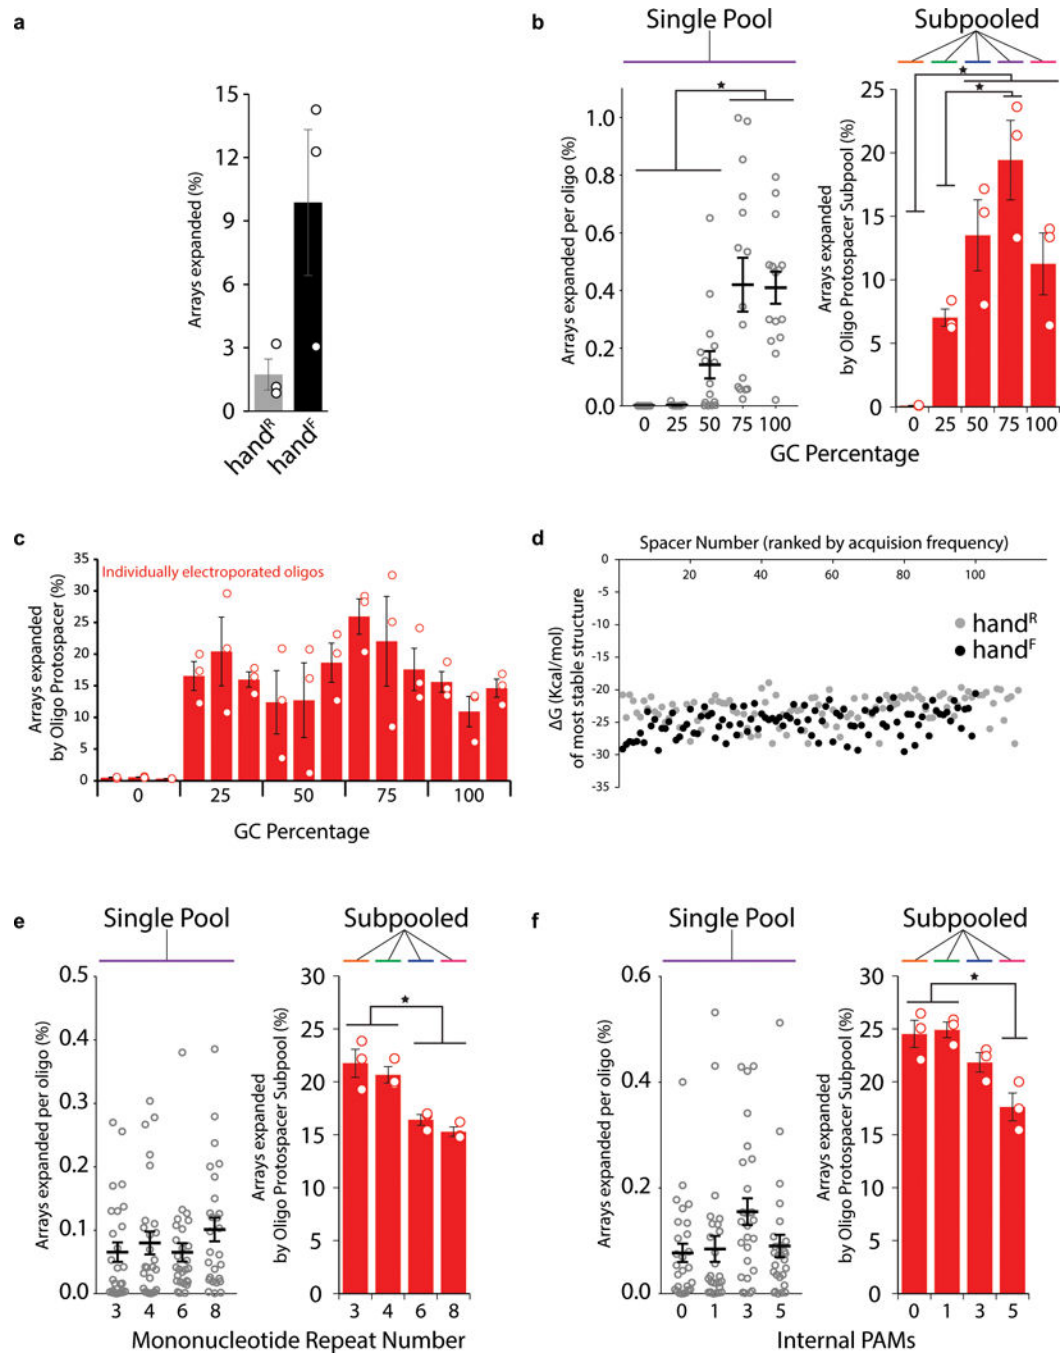 a
Arrays expanded (%)
15
12
9
6
3
0
handᴿ
handꟳ
b
Single Pool
Subpooled
Arrays expanded per oligo (%)
1.0
0.8
0.6
0.4
0.2
0.0
0 25 50 75 100
Arrays expanded
by Oligo Protospacer Subpool (%)
25
20
15
10
5
0
0 25 50 75 100
GC Percentage
c
Individually electroporated oligos
Arrays expanded
by Oligo Protospacer (%)
35
30
25
20
15
10
5
0
0 25 50 75 100
GC Percentage
d
Spacer Number (ranked by acquision frequency)
20 40 60 80 100
ΔG (Kcal/mol)
of most stable structure
0
-5
-10
-15
-20
-25
-30
-35
handᴿ
handꟳ
e
Single Pool
Subpooled
Arrays expanded per oligo (%)
0.5
0.4
0.3
0.2
0.1
0.0
3 4 6 8
Arrays expanded
by Oligo Protospacer Subpool (%)
30
25
20
15
10
5
0
3 4 6 8
Mononucleotide Repeat Number
f
Single Pool
Subpooled
Arrays expanded per oligo (%)
0.6
0.4
0.2
0.0
0 1 3 5
Arrays expanded
by Oligo Protospacer Subpool (%)
30
25
20
15
10
5
0
0 1 3 5
Internal PAMs